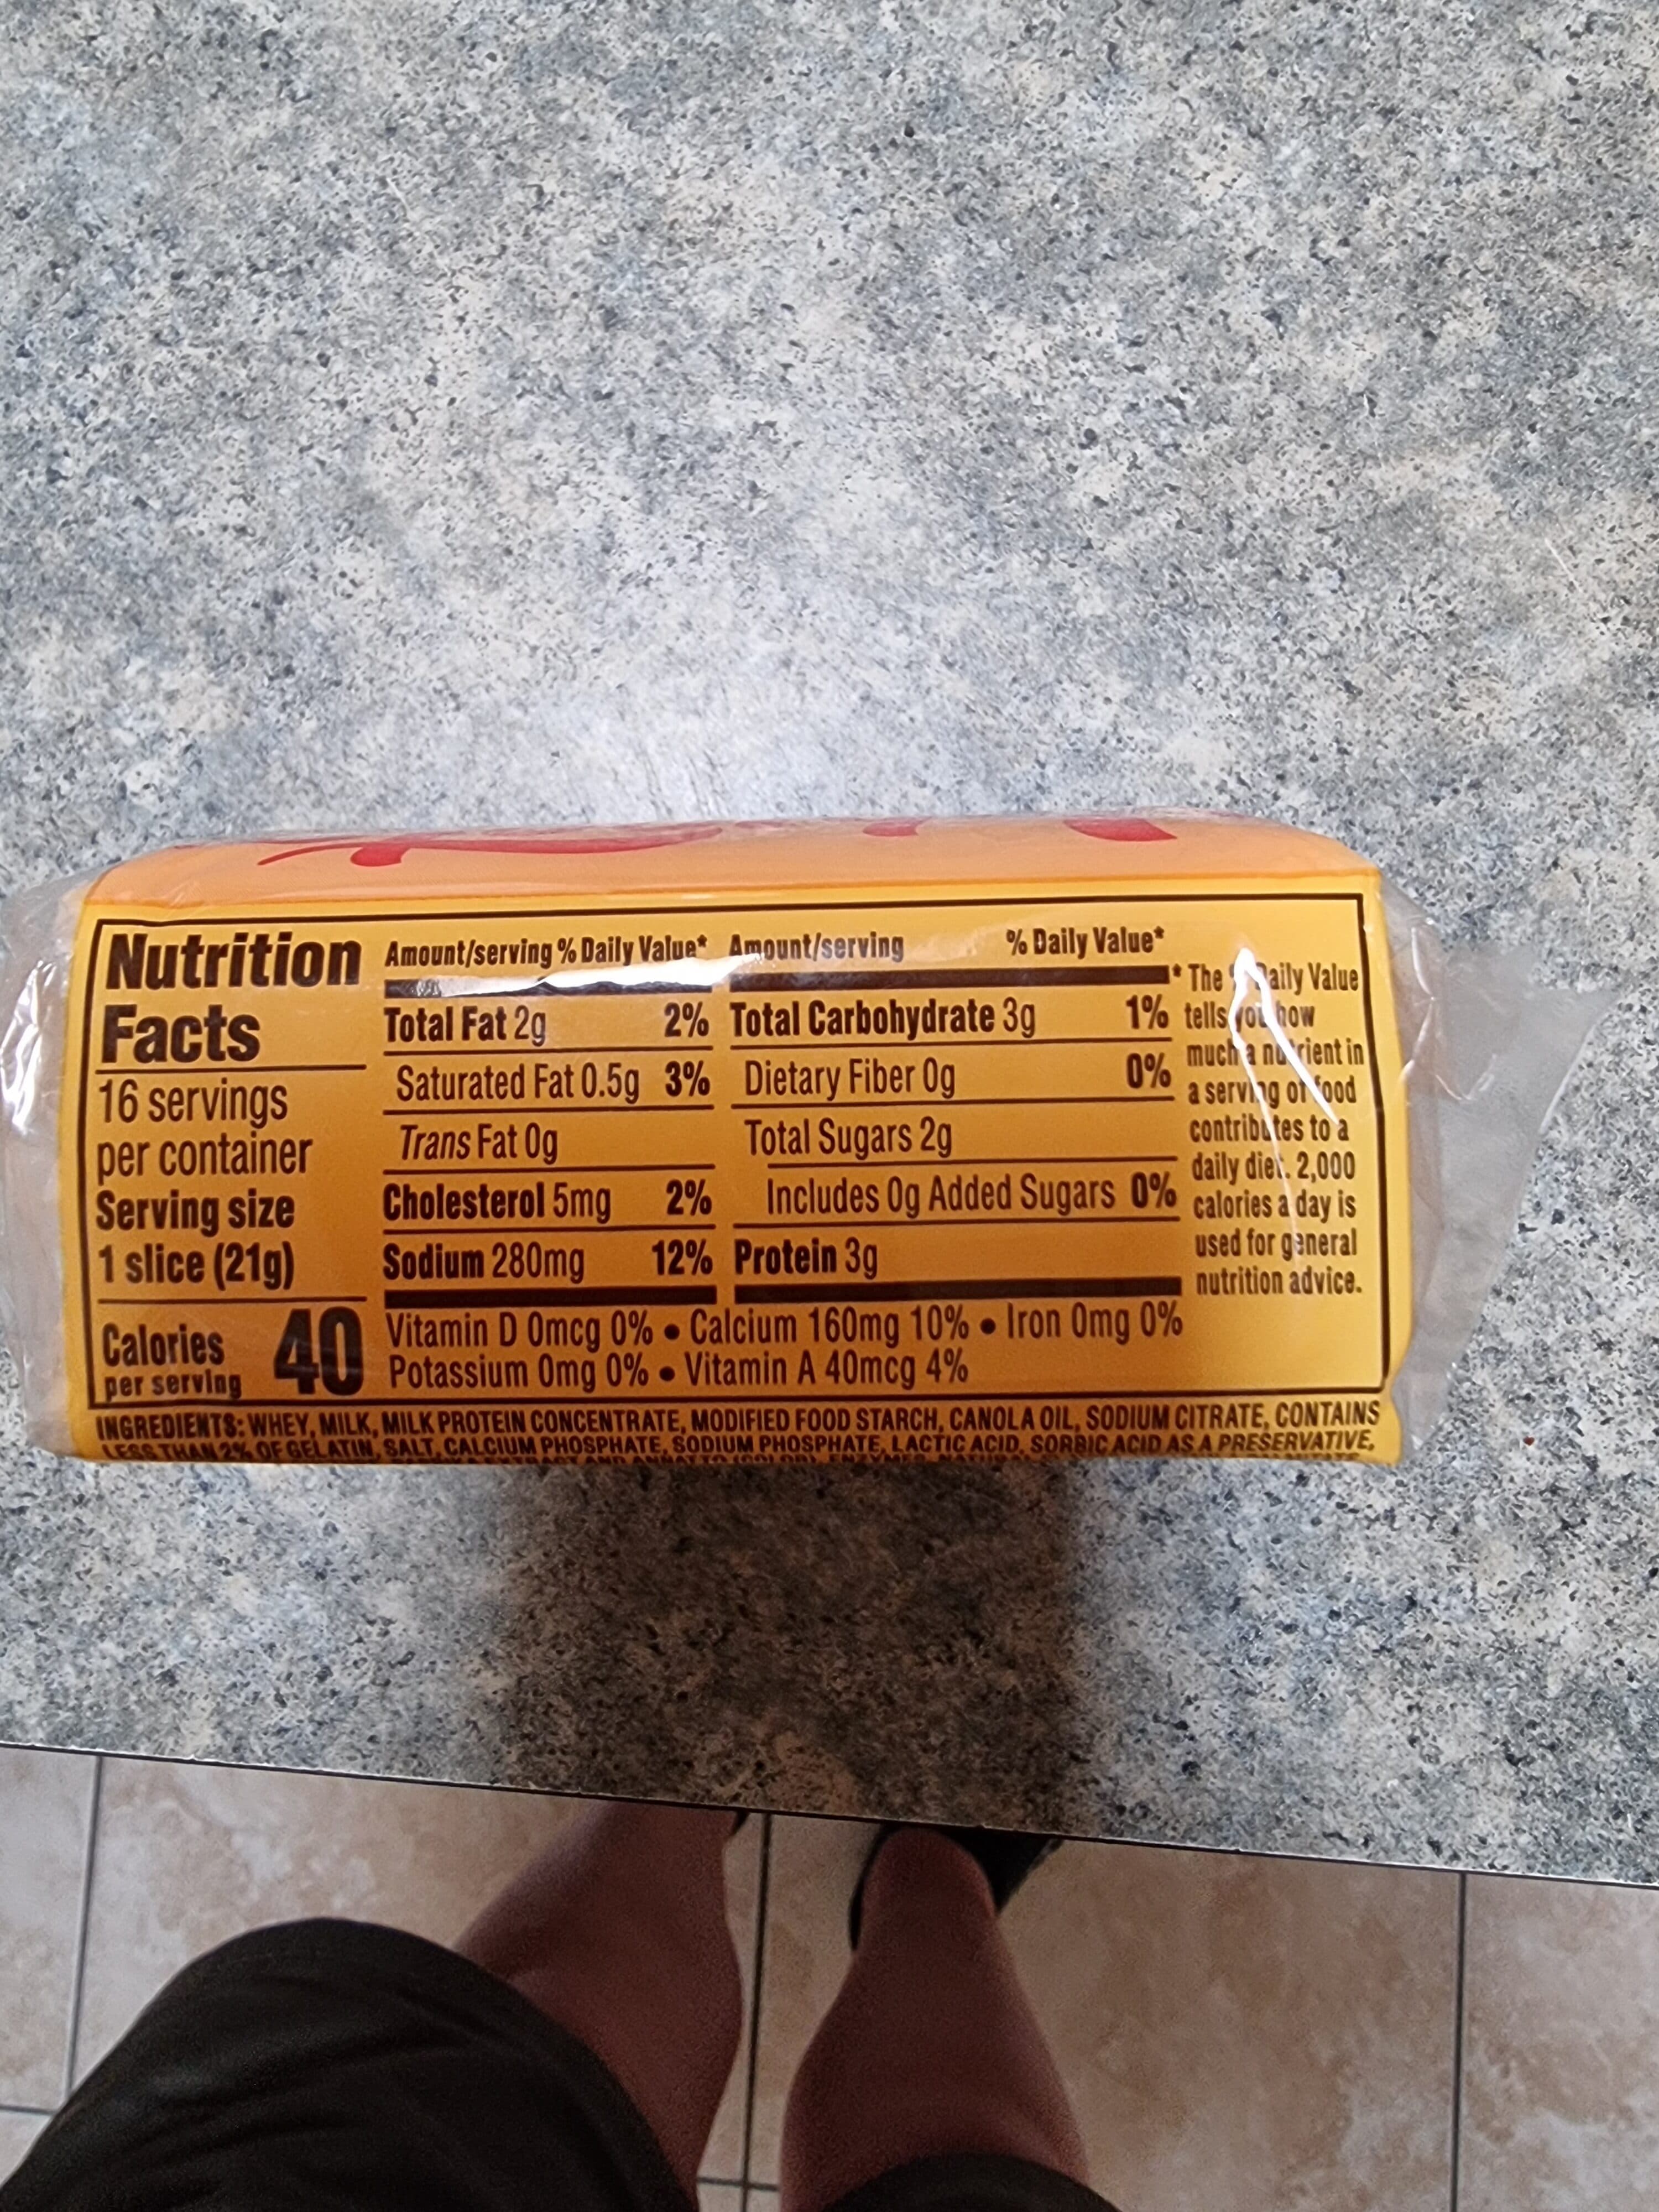 Nutrition
Facts
16 servings
per container
Serving size
1 slice (21g)
Calories
per serving
40
Amount/serving % Daily Value*
Total Fat 2g 2%
Saturated Fat 0.5g 3%
Trans Fat 0g
Cholesterol 5mg 2%
Sodium 280mg 12%
Amount/serving % Daily Value*
Total Carbohydrate 3g 1%
Dietary Fiber 0g 0%
Total Sugars 2g
Includes 0g Added Sugars 0%
Protein 3g
Vitamin D 0mcg 0% • Calcium 160mg 10% • Iron 0mg 0%
Potassium 0mg 0% • Vitamin A 40mcg 4%
* The % Daily Value
tells you how
much a nutrient in
a serving of food
contributes to a
daily diet. 2,000
calories a day is
used for general
nutrition advice.
INGREDIENTS: WHEY, MILK, MILK PROTEIN CONCENTRATE, MODIFIED FOOD STARCH, CANOLA OIL, SODIUM CITRATE, CONTAINS
LESS THAN 2% OF GELATIN, SALT, CALCIUM PHOSPHATE, SODIUM PHOSPHATE, LACTIC ACID, SORBIC ACID AS A PRESERVATIVE,
EXTRACT AND ANNATTO (COLOR), ENZYMES,